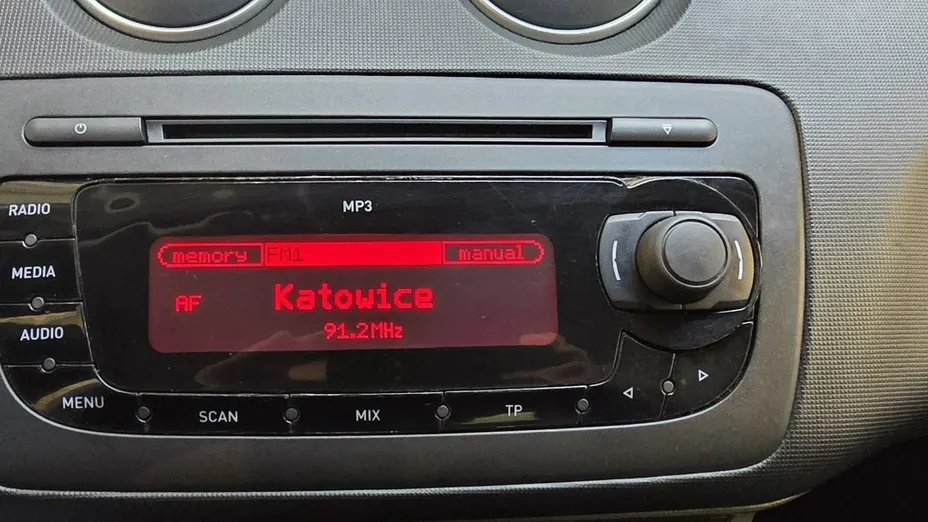 MP3
RADIO
memory FM1 manual
MEDIA
AF Katowice
91.2MHz
AUDIO
MENU
SCAN
MIX
TP